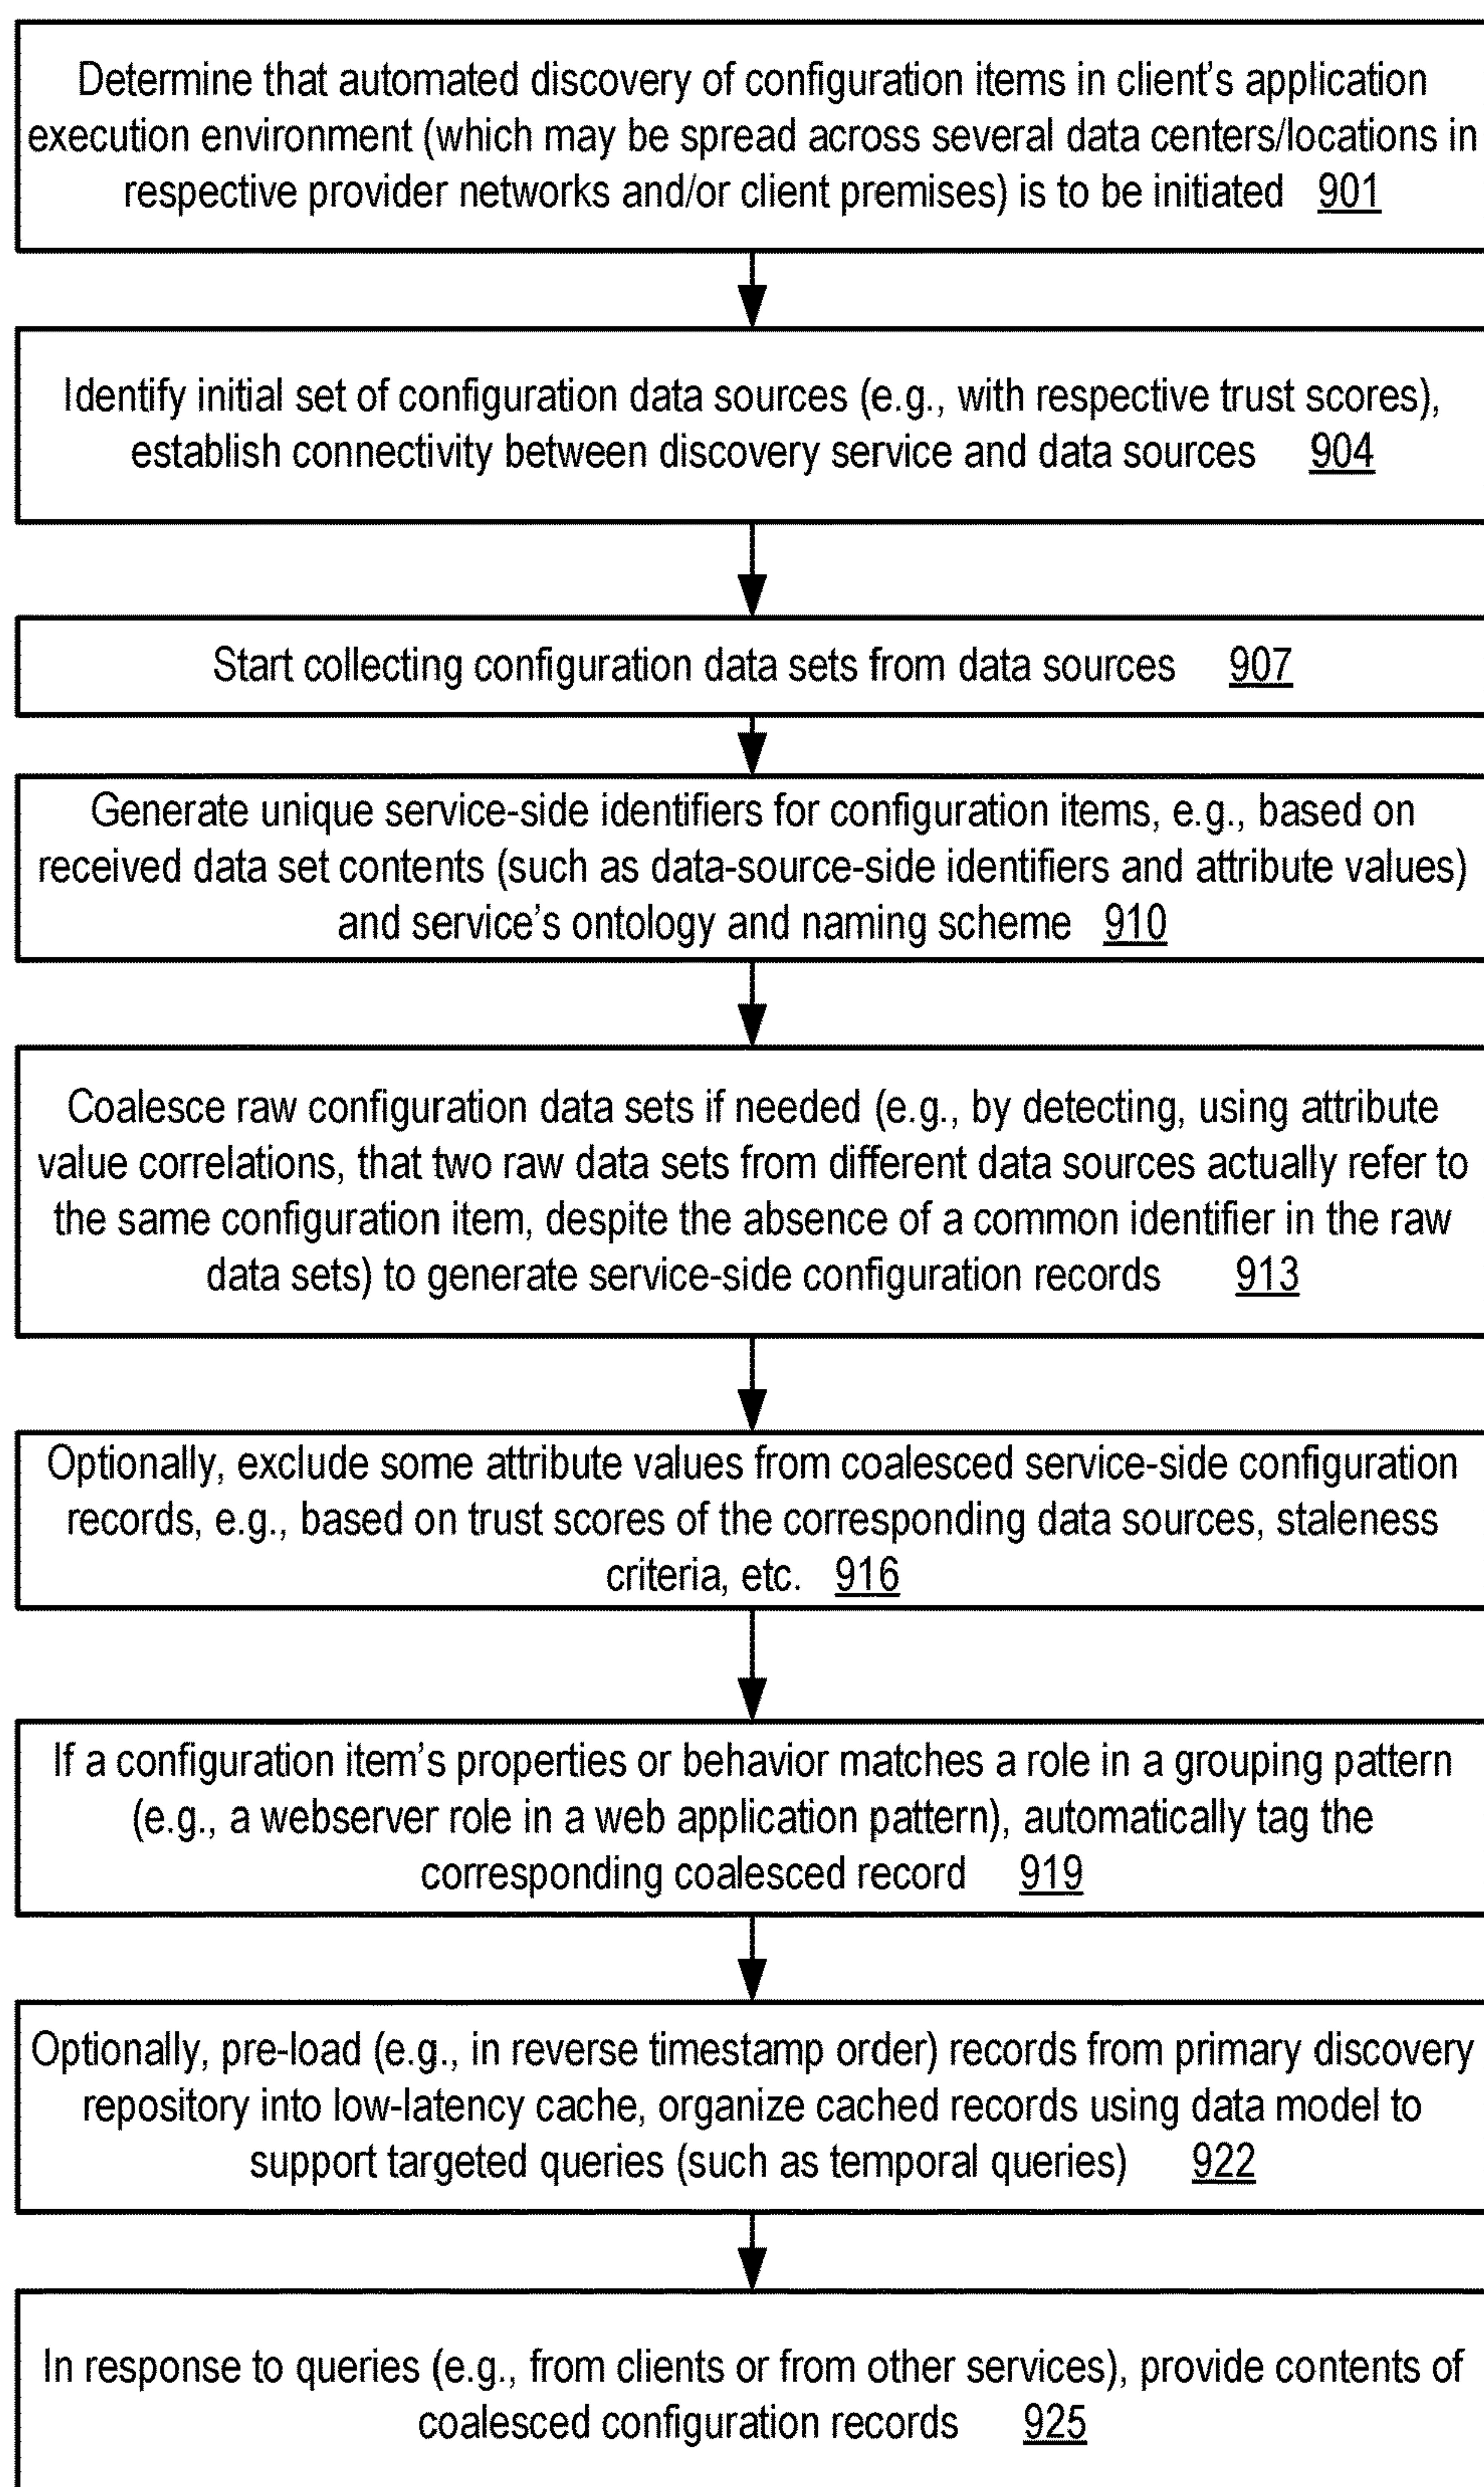 Determine that automated discovery of configuration items in client's application
execution environment (which may be spread across several data centers/locations in
respective provider networks and/or client premises) is to be initiated 901
Identify initial set of configuration data sources (e.g., with respective trust scores),
establish connectivity between discovery service and data sources 904
Start collecting configuration data sets from data sources 907
Generate unique service-side identifiers for configuration items, e.g., based on
received data set contents (such as data-source-side identifiers and attribute values)
and service's ontology and naming scheme 910
Coalesce raw configuration data sets if needed (e.g., by detecting, using attribute
value correlations, that two raw data sets from different data sources actually refer to
the same configuration item, despite the absence of a common identifier in the raw
data sets) to generate service-side configuration records 913
Optionally, exclude some attribute values from coalesced service-side configuration
records, e.g., based on trust scores of the corresponding data sources, staleness
criteria, etc. 916
If a configuration item's properties or behavior matches a role in a grouping pattern
(e.g., a webserver role in a web application pattern), automatically tag the
corresponding coalesced record 919
Optionally, pre-load (e.g., in reverse timestamp order) records from primary discovery
repository into low-latency cache, organize cached records using data model to
support targeted queries (such as temporal queries) 922
In response to queries (e.g., from clients or from other services), provide contents of
coalesced configuration records 925